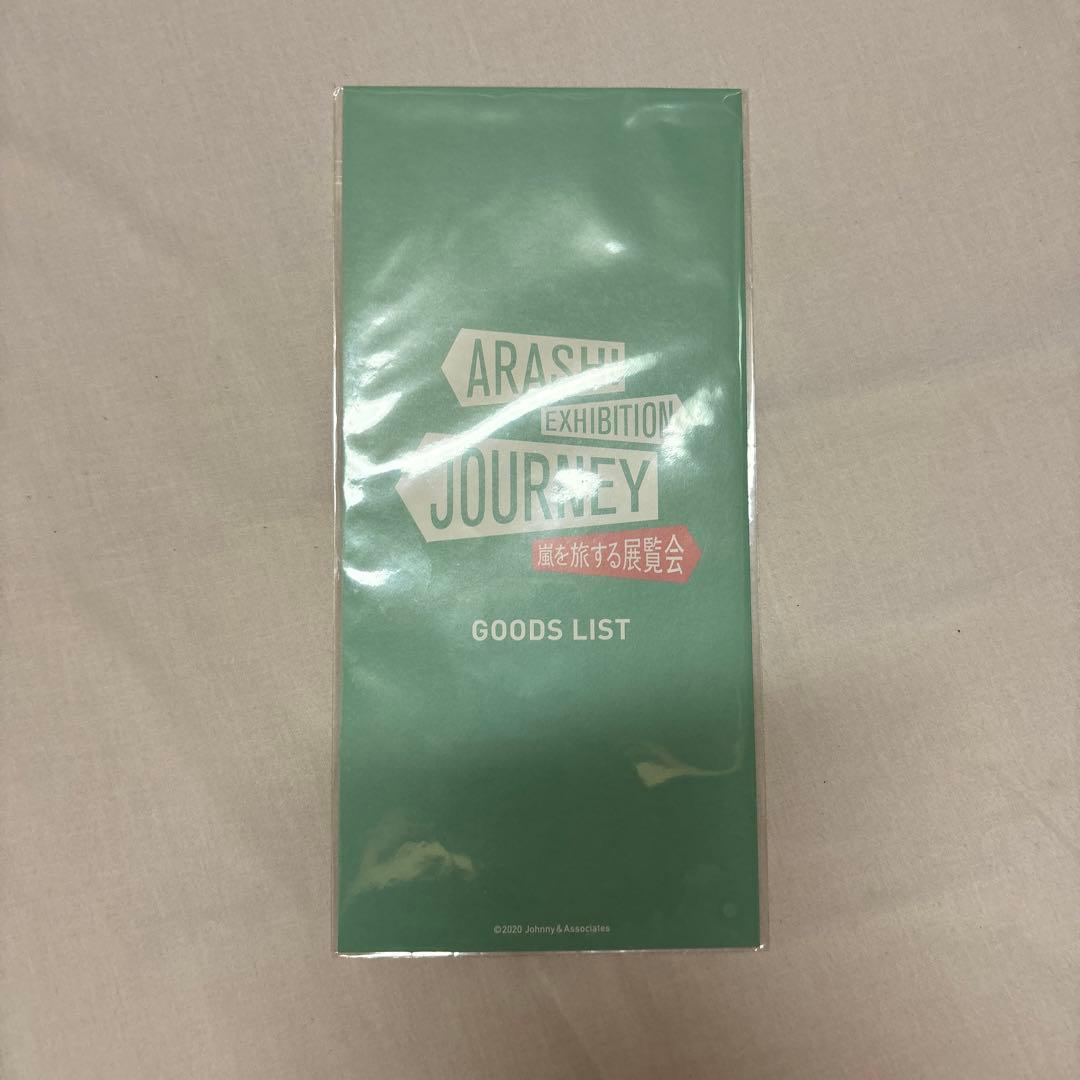 ARASHI
EXHIBITION
JOURNEY
嵐を旅する展覧会
GOODS LIST
©2020 Johnny & Associates